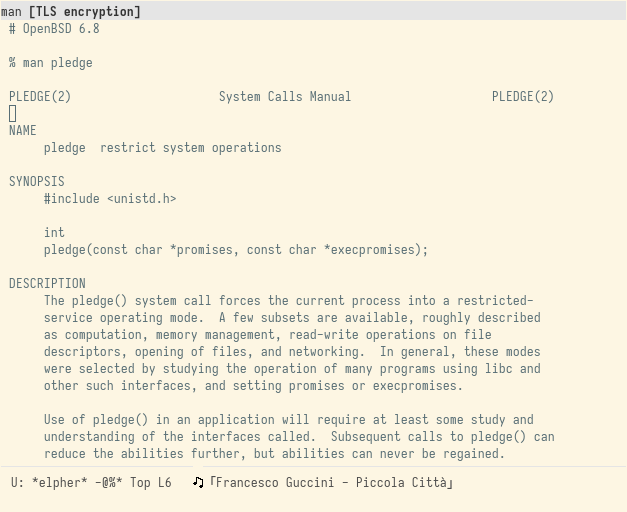 man [TLS encryption]
# OpenBSD 6.8
% man pledge
PLEDGE(2) System Calls Manual PLEDGE(2)
NAME
pledge restrict system operations
SYNOPSIS
#include <unistd.h>
int
pledge(const char *promises, const char *execpromises);
DESCRIPTION
The pledge() system call forces the current process into a restricted-
service operating mode. A few subsets are available, roughly described
as computation, memory management, read-write operations on file
descriptors, opening of files, and networking. In general, these modes
were selected by studying the operation of many programs using libc and
other such interfaces, and setting promises or execpromises.
Use of pledge() in an application will require at least some study and
understanding of the interfaces called. Subsequent calls to pledge() can
reduce the abilities further, but abilities can never be regained.
U: *elpher* -@%* Top L6 ♫「Francesco Guccini - Piccola Città」